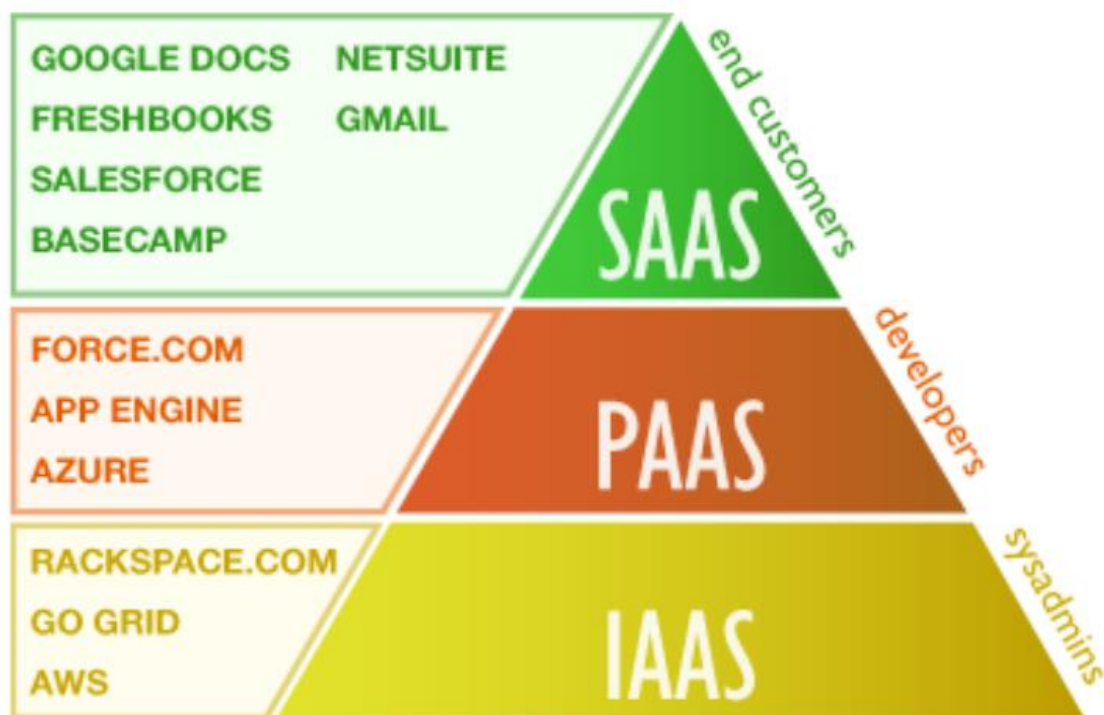 GOOGLE DOCS NETSUITE
FRESHBOOKS GMAIL
SALESFORCE
BASECAMP
SAAS
end customers
FORCE.COM
APP ENGINE
AZURE
PAAS
developers
RACKSPACE.COM
GO GRID
AWS
IAAS
sysadmins